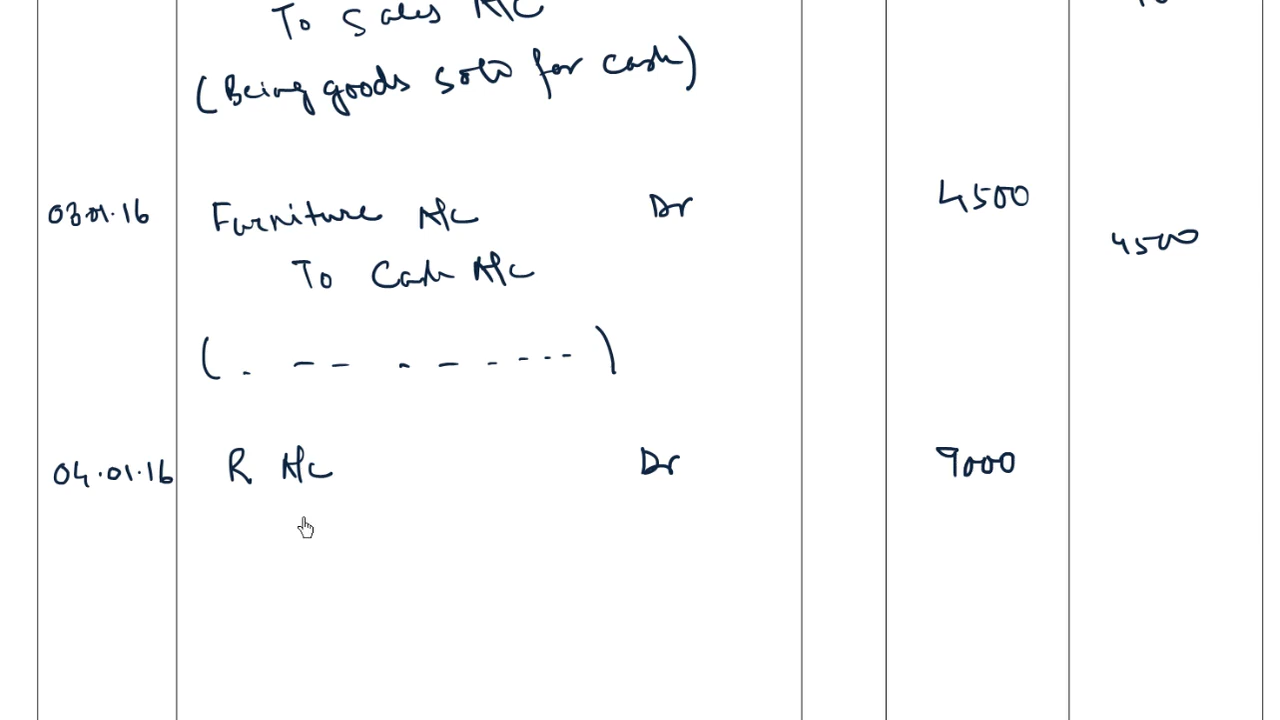 To Sales A/C
(Being goods sold for cash)
03.01.16 Furniture A/C Dr 4500
To Cash A/C 4500
(. -- . - - ---)
04.01.16 R A/C Dr 9000